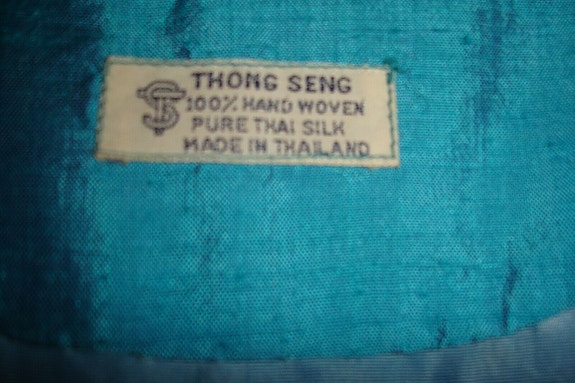 THONG SENG
100% HAND WOVEN
PURE THAI SILK
MADE IN THAILAND